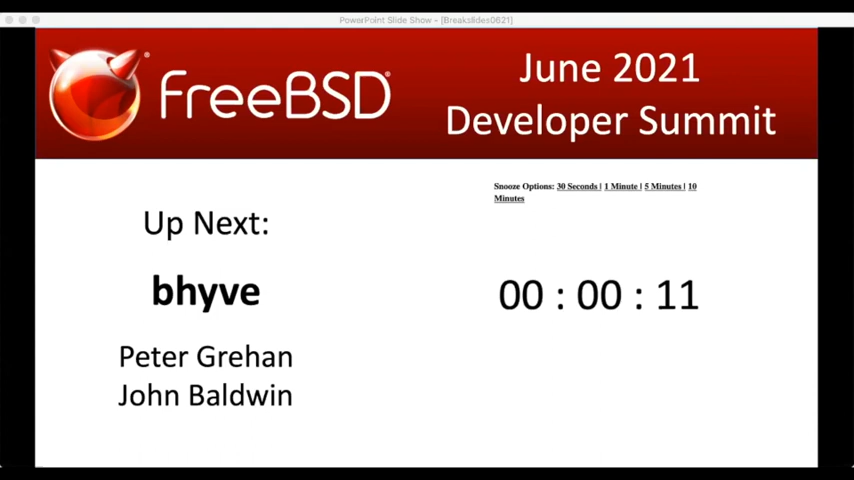 PowerPoint Slide Show - [Breakslides0621]
FreeBSD®
June 2021
Developer Summit
Snooze Options: 30 Seconds | 1 Minute | 5 Minutes | 10
Minutes
Up Next:
bhyve
00 : 00 : 11
Peter Grehan
John Baldwin